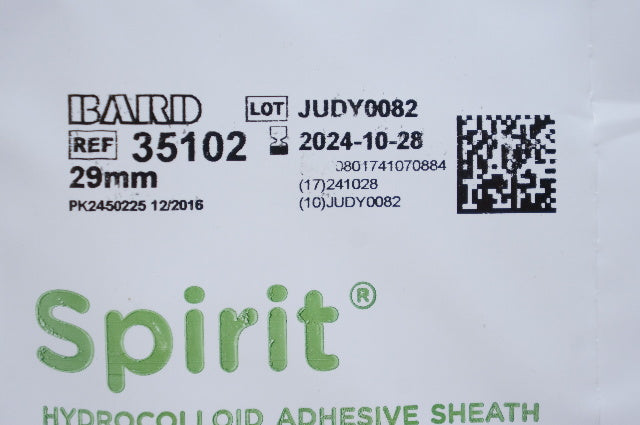 BARD
REF 35102
29mm
PK2450225 12/2016
LOT JUDY0082
2024-10-28
0801741070884
(17)241028
(10)JUDY0082
Spirit®
HYDROCOLLOID ADHESIVE SHEATH